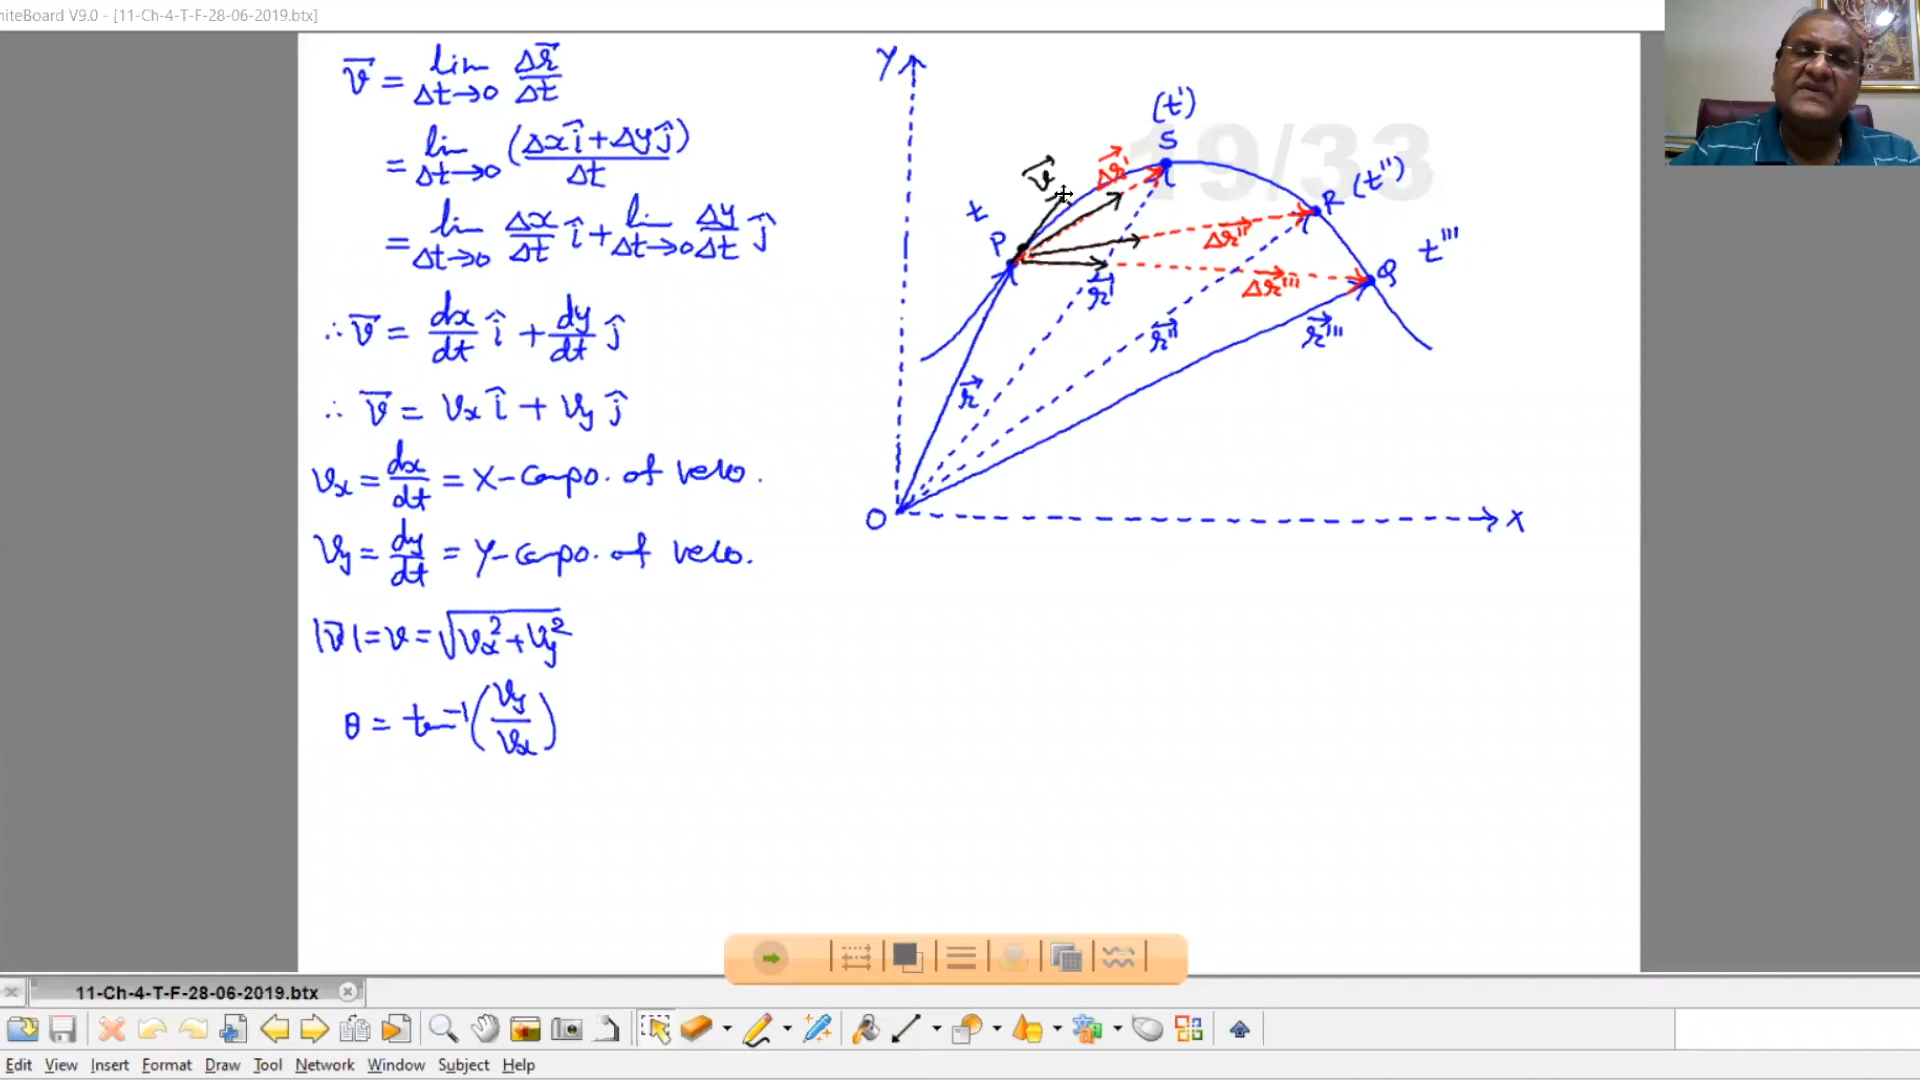 niteBoard V9.0 - [11-Ch-4-T-F-28-06-2019.btx]
19/33
v⃗ = lim Δt→0 Δr⃗/Δt
= lim Δt→0 (Δx î + Δy ĵ)/Δt
= lim Δt→0 Δx/Δt î + lim Δt→0 Δy/Δt ĵ
∴ v⃗ = dx/dt î + dy/dt ĵ
∴ v⃗ = vx î + vy ĵ
vx = dx/dt = X-compo. of velo.
vy = dy/dt = Y-compo. of velo.
|v⃗| = v = √(vx² + vy²)
θ = tan⁻¹(vy/vx)
Y
(t')
S
Δr⃗'
(t'')
R
v⃗
t
P
Δr⃗''
t'''
Q
r⃗'
Δr⃗'''
r⃗''
r⃗'''
r⃗
O
X
11-Ch-4-T-F-28-06-2019.btx
Edit View Insert Format Draw Tool Network Window Subject Help